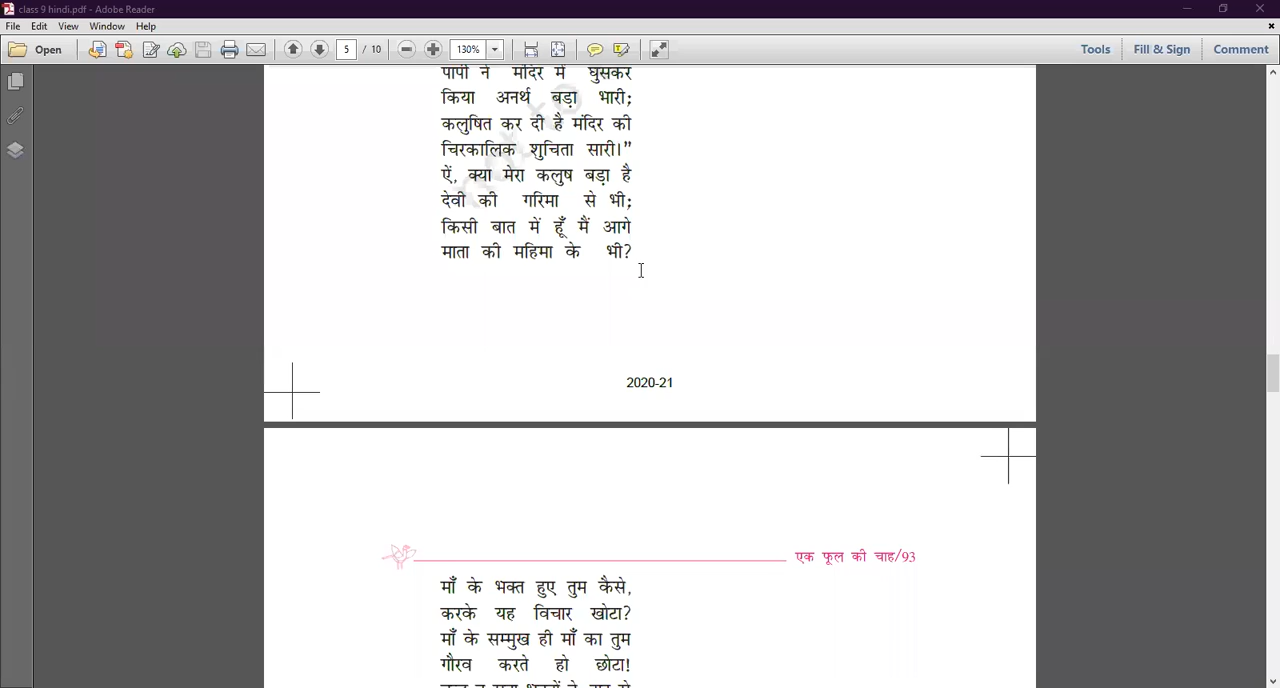 class 9 hindi.pdf - Adobe Reader
File Edit View Window Help
Open 5 / 10 130% Tools Fill & Sign Comment
पापी ने मंदिर में घुसकर
किया अनर्थ बड़ा भारी;
कलुषित कर दी है मंदिर की
चिरकालिक शुचिता सारी।”
ऐं, क्या मेरा कलुष बड़ा है
देवी की गरिमा से भी;
किसी बात में हूँ मैं आगे
माता की महिमा के भी?
not to
2020-21
एक फूल की चाह/93
माँ के भक्त हुए तुम कैसे,
करके यह विचार खोटा?
माँ के सम्मुख ही माँ का तुम
गौरव करते हो छोटा!